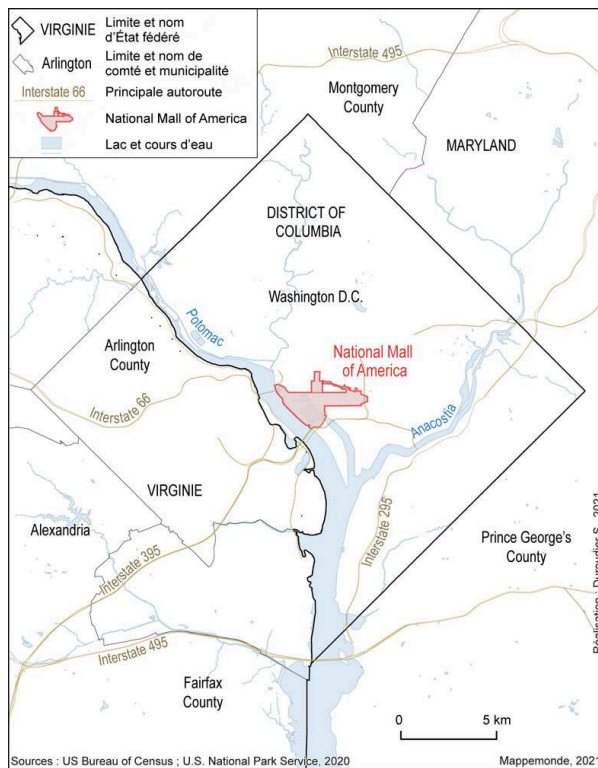 VIRGINIE
Limite et nom
d'État fédéré
Arlington
Limite et nom de
comté et municipalité
Interstate 66
Principale autoroute
National Mall of America
Lac et cours d'eau
Interstate 495
Montgomery
County
MARYLAND
DISTRICT OF
COLUMBIA
Washington D.C.
Potomac
Arlington
County
National Mall
of America
Interstate 66
Anacostia
VIRGINIE
Alexandria
Interstate 295
Prince George's
County
Interstate 395
Interstate 495
Fairfax
County
0 5 km
Réalisation : Duroudier S., 2021
Sources : US Bureau of Census ; U.S. National Park Service, 2020
Mappemonde, 2021